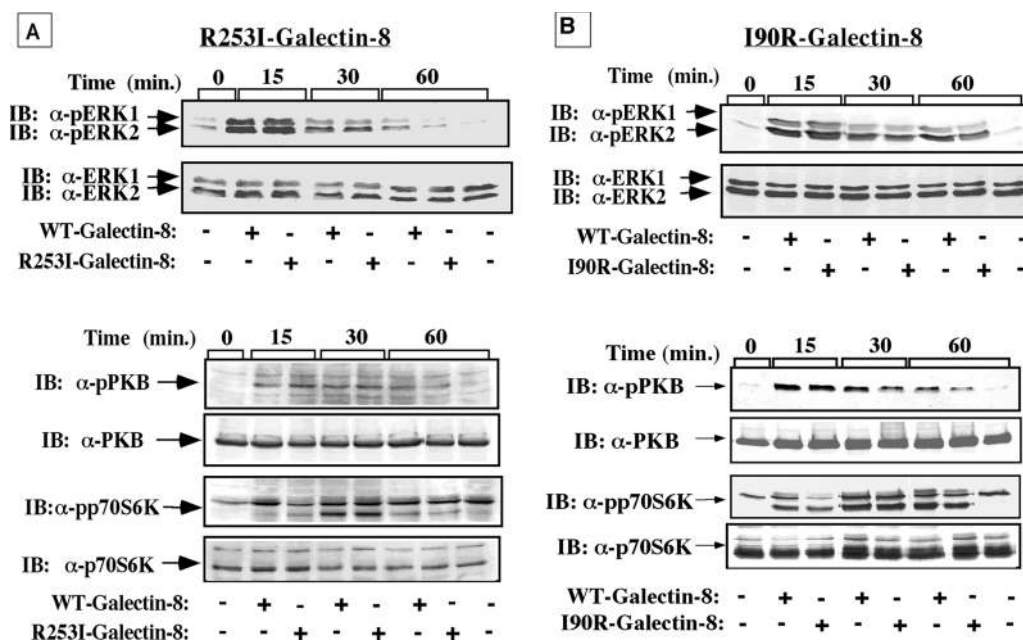 A
R253I-Galectin-8
Time (min.) 0 15 30 60
IB: α-pERK1
IB: α-pERK2
IB: α-ERK1
IB: α-ERK2
WT-Galectin-8: - + - + - + - -
R253I-Galectin-8: - - + - + - + -
Time (min.) 0 15 30 60
IB: α-pPKB
IB: α-PKB
IB:α-pp70S6K
IB: α-p70S6K
WT-Galectin-8: - + - + - + - -
R253I-Galectin-8: - - + - + - + -
B
I90R-Galectin-8
Time (min.) 0 15 30 60
IB: α-pERK1
IB: α-pERK2
IB: α-ERK1
IB: α-ERK2
WT-Galectin-8: - + - + - + - -
I90R-Galectin-8: - - + - + - + -
Time (min.) 0 15 30 60
IB: α-pPKB
IB: α-PKB
IB: α-pp70S6K
IB: α-p70S6K
WT-Galectin-8: - + - + - + - -
I90R-Galectin-8: - - + - + - + -